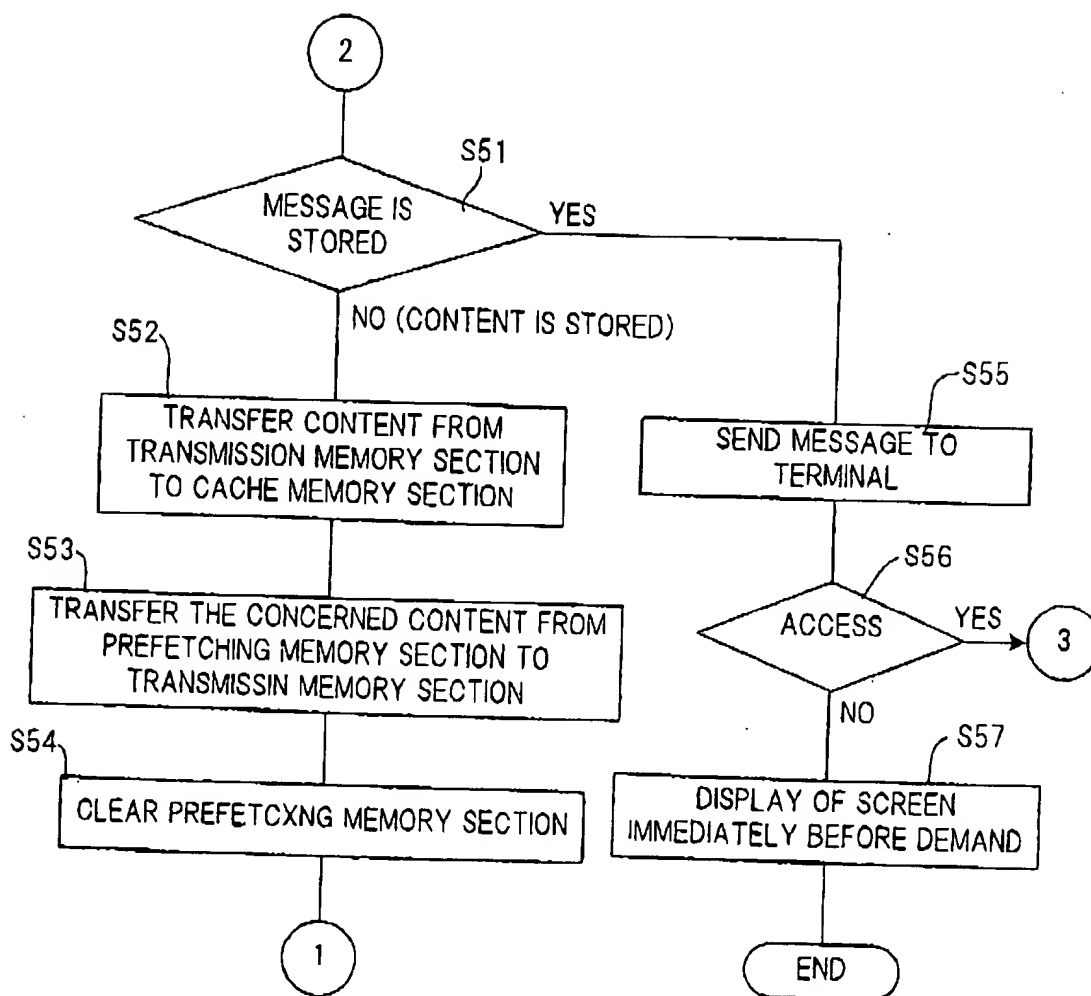 2
S51
MESSAGE IS
STORED
YES
NO (CONTENT IS STORED)
S52
TRANSFER CONTENT FROM
TRANSMISSION MEMORY SECTION
TO CACHE MEMORY SECTION
S53
TRANSFER THE CONCERNED CONTENT FROM
PREFETCHING MEMORY SECTION TO
TRANSMISSIN MEMORY SECTION
S54
CLEAR PREFETCXNG MEMORY SECTION
1
S55
SEND MESSAGE TO
TERMINAL
S56
ACCESS
YES
3
NO
S57
DISPLAY OF SCREEN
IMMEDIATELY BEFORE DEMAND
END